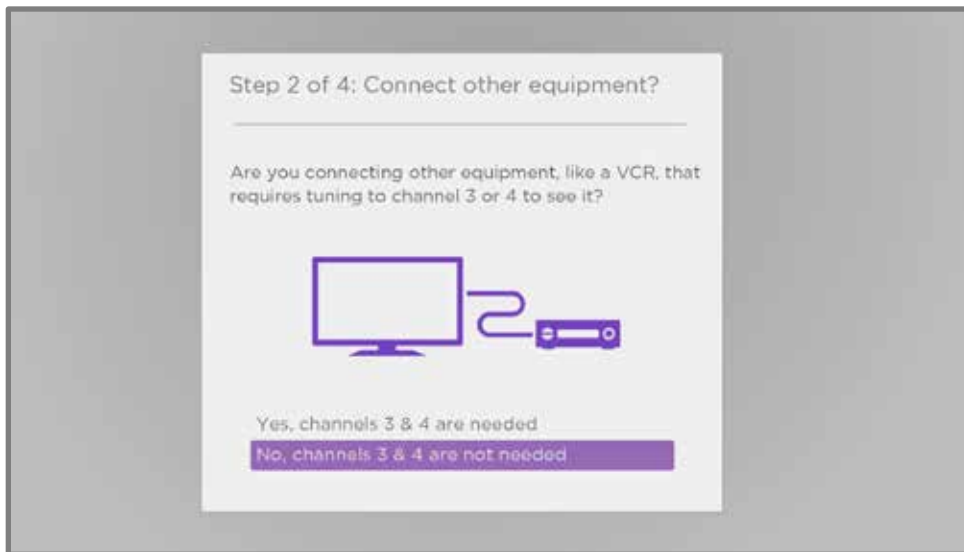 Step 2 of 4: Connect other equipment?
Are you connecting other equipment, like a VCR, that
requires tuning to channel 3 or 4 to see it?
Yes, channels 3 & 4 are needed
No, channels 3 & 4 are not needed